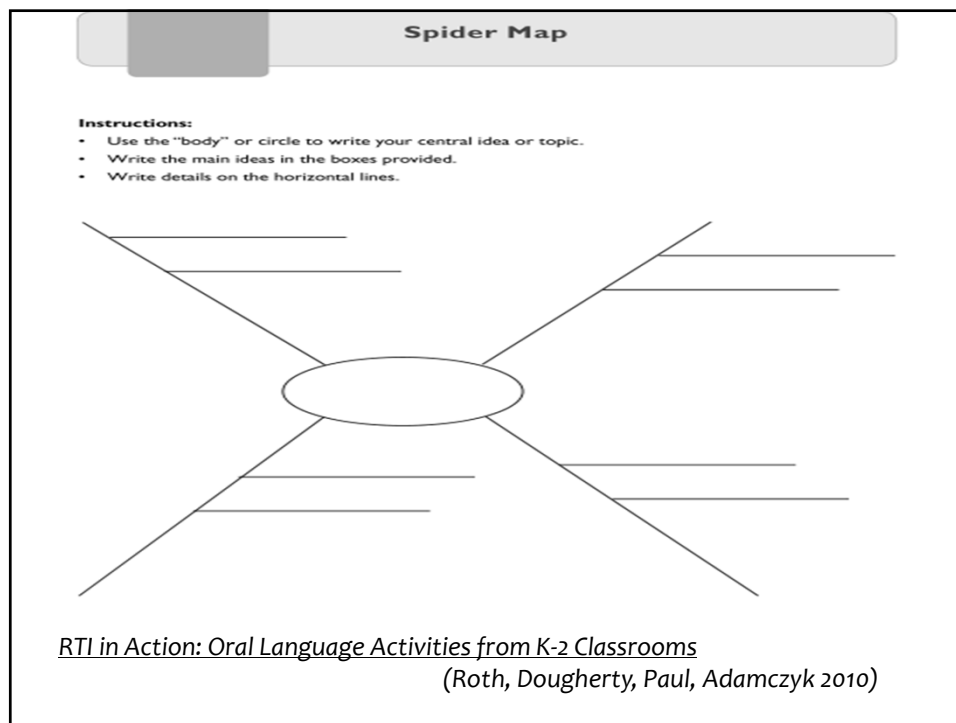 Spider Map
Instructions:
• Use the "body" or circle to write your central idea or topic.
• Write the main ideas in the boxes provided.
• Write details on the horizontal lines.
RTI in Action: Oral Language Activities from K-2 Classrooms
(Roth, Dougherty, Paul, Adamczyk 2010)